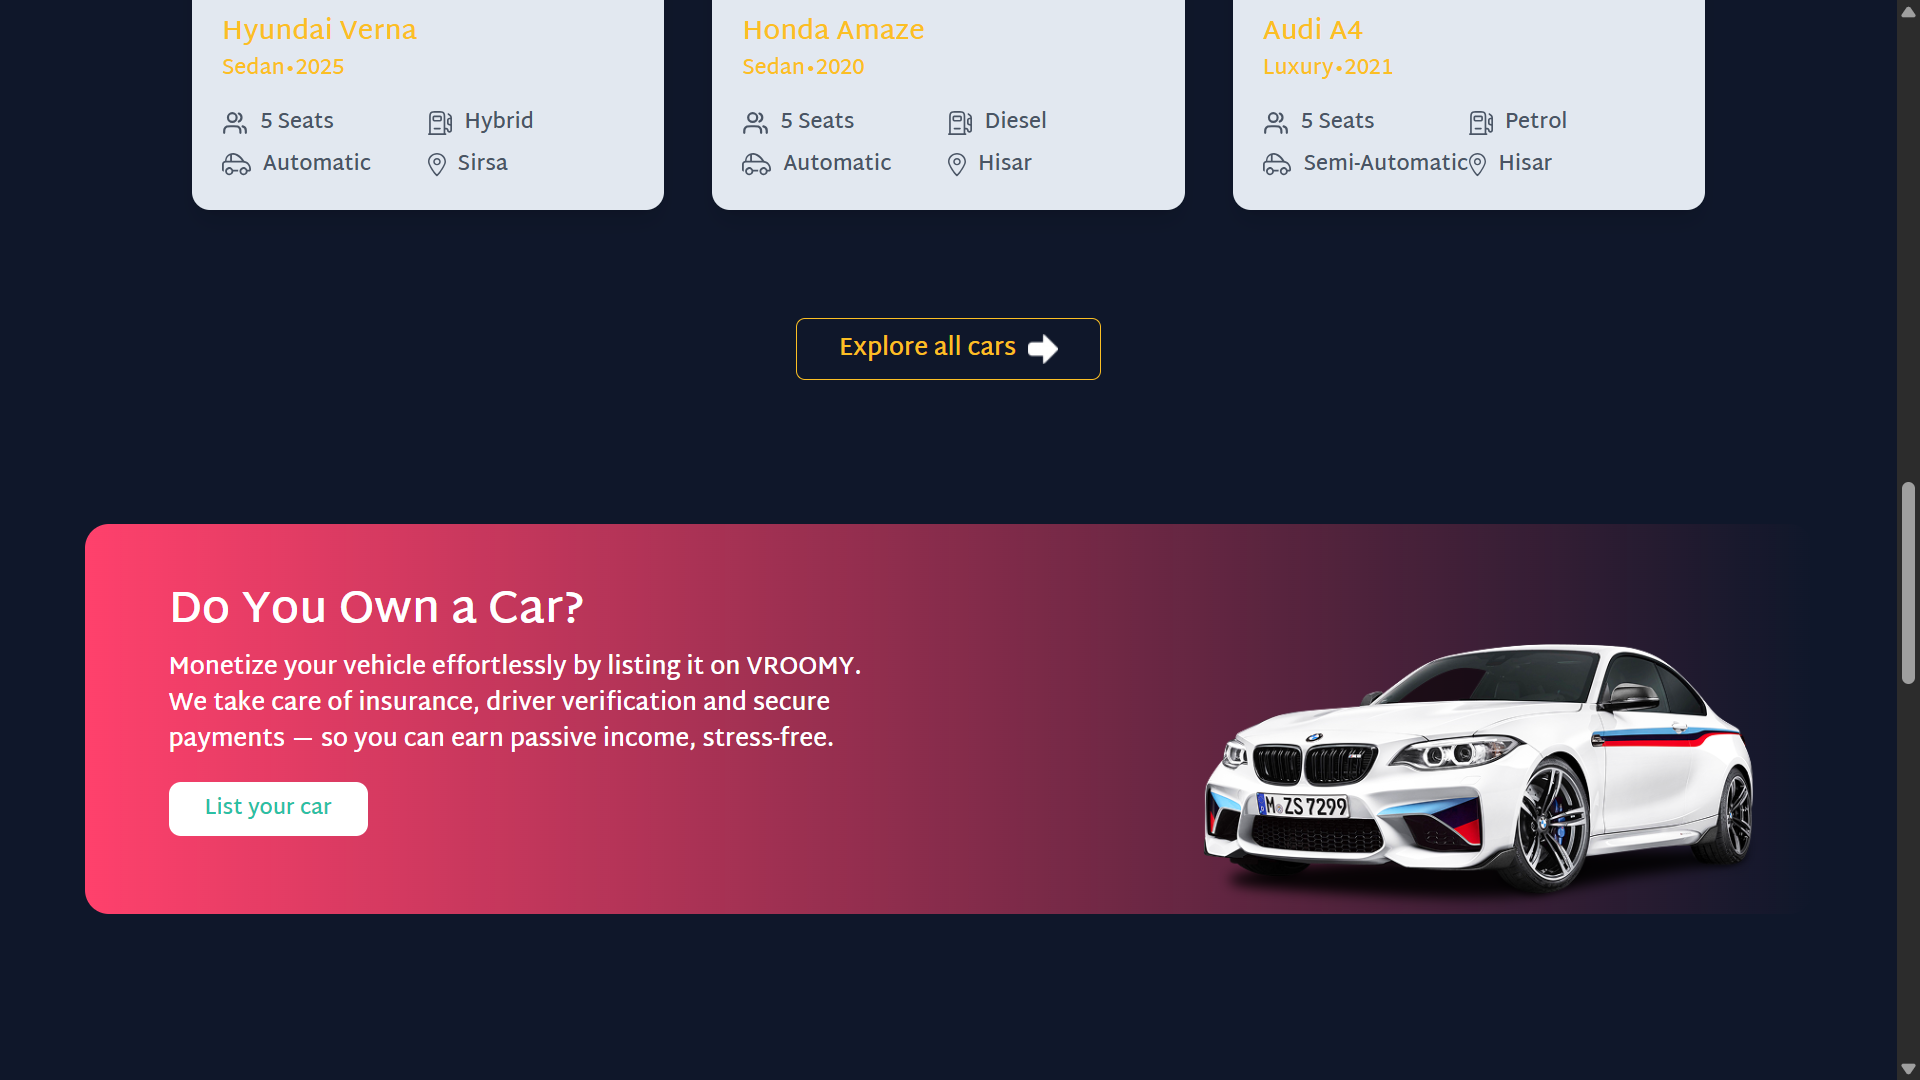 Hyundai Verna
Sedan•2025
5 Seats
Hybrid
Automatic
Sirsa
Honda Amaze
Sedan•2020
5 Seats
Diesel
Automatic
Hisar
Audi A4
Luxury•2021
5 Seats
Petrol
Semi-Automatic
Hisar
Explore all cars
Do You Own a Car?
Monetize your vehicle effortlessly by listing it on VROOMY.
We take care of insurance, driver verification and secure
payments — so you can earn passive income, stress-free.
List your car
M ZS 7299